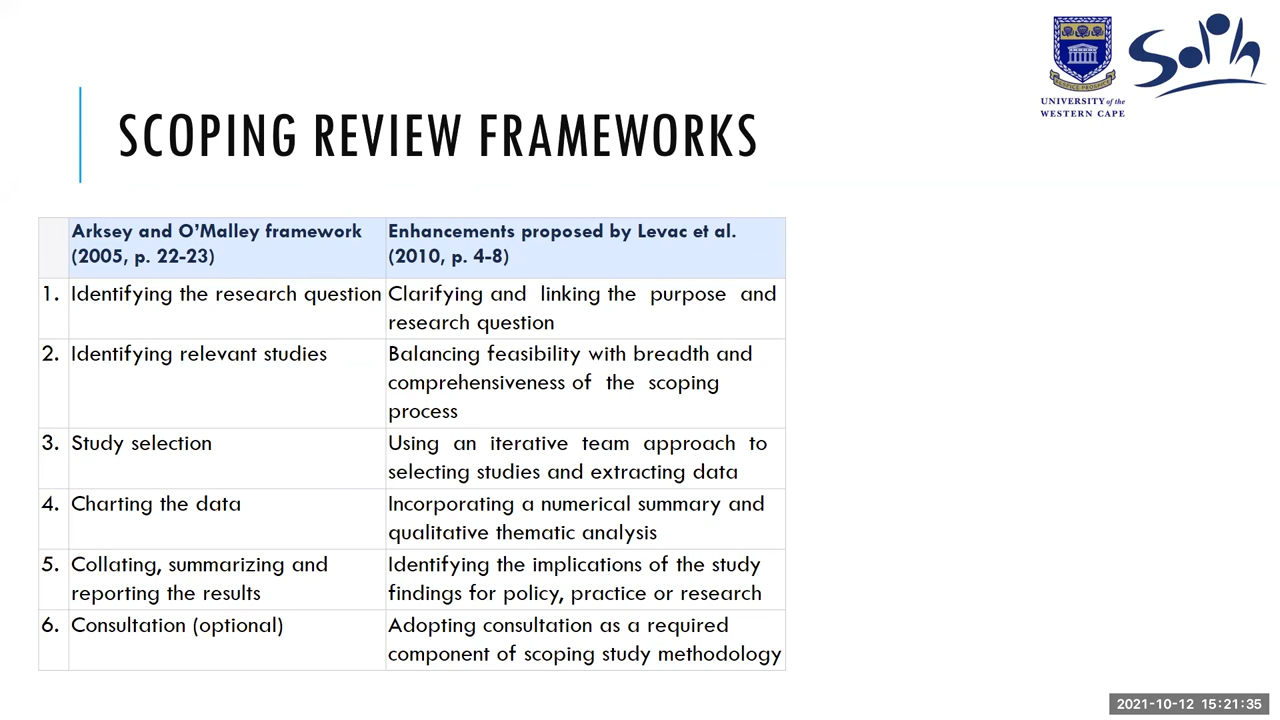 UNIVERSITY of the
WESTERN CAPE
SoPh
SCOPING REVIEW FRAMEWORKS
Arksey and O'Malley framework
(2005, p. 22-23)
Enhancements proposed by Levac et al.
(2010, p. 4-8)
1. Identifying the research question
Clarifying and linking the purpose and
research question
2. Identifying relevant studies
Balancing feasibility with breadth and
comprehensiveness of the scoping
process
3. Study selection
Using an iterative team approach to
selecting studies and extracting data
4. Charting the data
Incorporating a numerical summary and
qualitative thematic analysis
5. Collating, summarizing and
reporting the results
Identifying the implications of the study
findings for policy, practice or research
6. Consultation (optional)
Adopting consultation as a required
component of scoping study methodology
2021-10-12 15:21:35